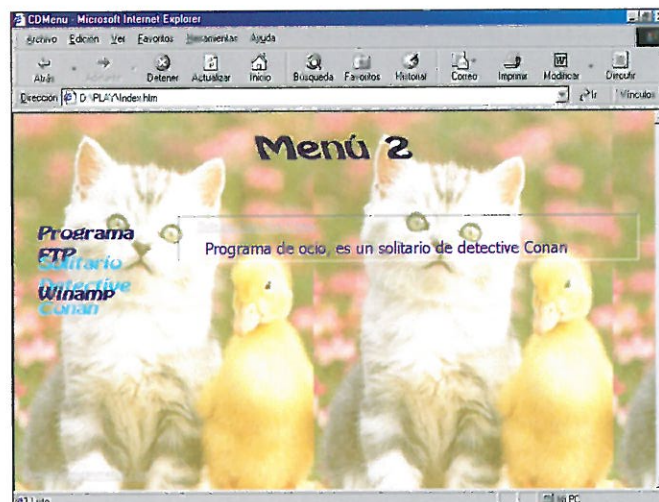 CDMenu - Microsoft Internet Explorer
Archivo Edición Ver Favoritos Herramientas Ayuda
Atrás Adelante Detener Actualizar Inicio Búsqueda Favoritos Historial Correo Imprimir Modificar Discutir
Dirección D:\PLAY\Index.htm Ir Vínculos
Menú 2
Programa
FTP
Programa de ocio, es un solitario de detective Conan
Solitario
Detective
Winamp
Conan
Listo Mi PC